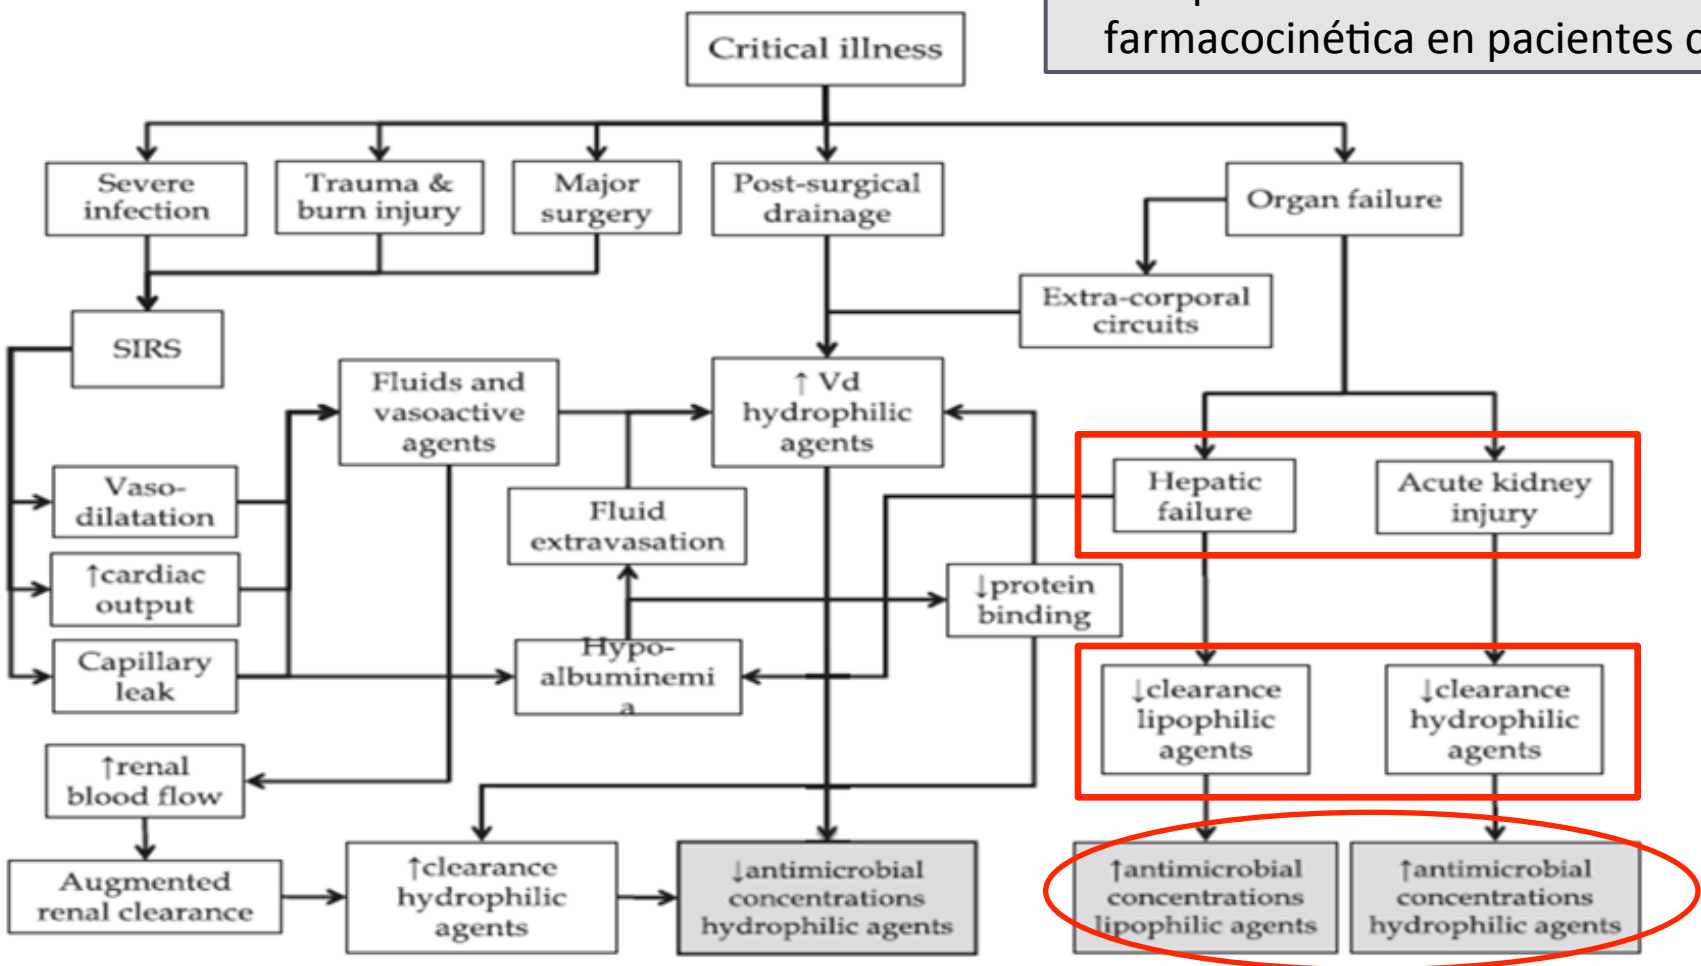 farmacocinética en pacientes
Critical illness
Severe
infection
Trauma &
burn injury
Major
surgery
Post-surgical
drainage
Organ failure
Extra-corporal
circuits
SIRS
Fluids and
vasoactive
agents
↑ Vd
hydrophilic
agents
Vaso-
dilatation
Fluid
extravasation
Hepatic
failure
Acute kidney
injury
↑cardiac
output
↓protein
binding
Capillary
leak
Hypo-
albuminemi
a
↓clearance
lipophilic
agents
↓clearance
hydrophilic
agents
↑renal
blood flow
Augmented
renal clearance
↑clearance
hydrophilic
agents
↓antimicrobial
concentrations
hydrophilic agents
↑antimicrobial
concentrations
lipophilic agents
↑antimicrobial
concentrations
hydrophilic agents